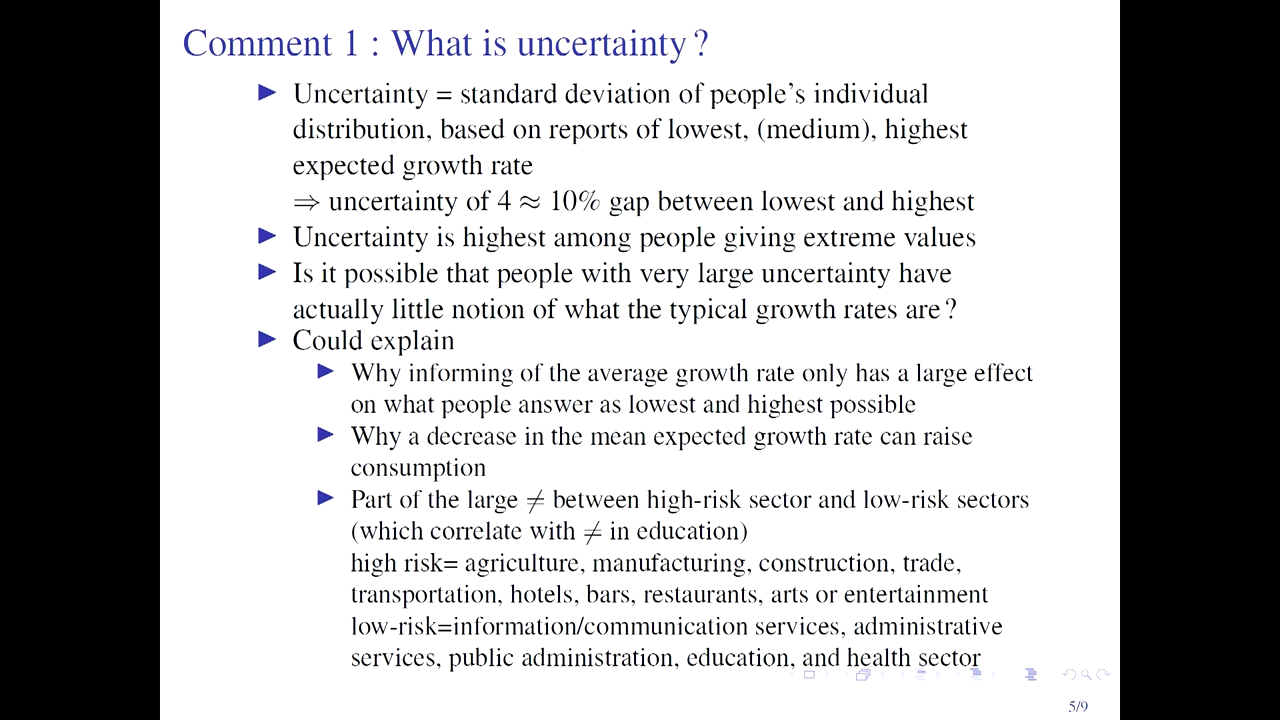 Comment 1 : What is uncertainty ?
Uncertainty = standard deviation of people's individual
distribution, based on reports of lowest, (medium), highest
expected growth rate
⇒ uncertainty of 4 ≈ 10% gap between lowest and highest
Uncertainty is highest among people giving extreme values
Is it possible that people with very large uncertainty have
actually little notion of what the typical growth rates are ?
Could explain
Why informing of the average growth rate only has a large effect
on what people answer as lowest and highest possible
Why a decrease in the mean expected growth rate can raise
consumption
Part of the large ≠ between high-risk sector and low-risk sectors
(which correlate with ≠ in education)
high risk= agriculture, manufacturing, construction, trade,
transportation, hotels, bars, restaurants, arts or entertainment
low-risk=information/communication services, administrative
services, public administration, education, and health sector
5/9